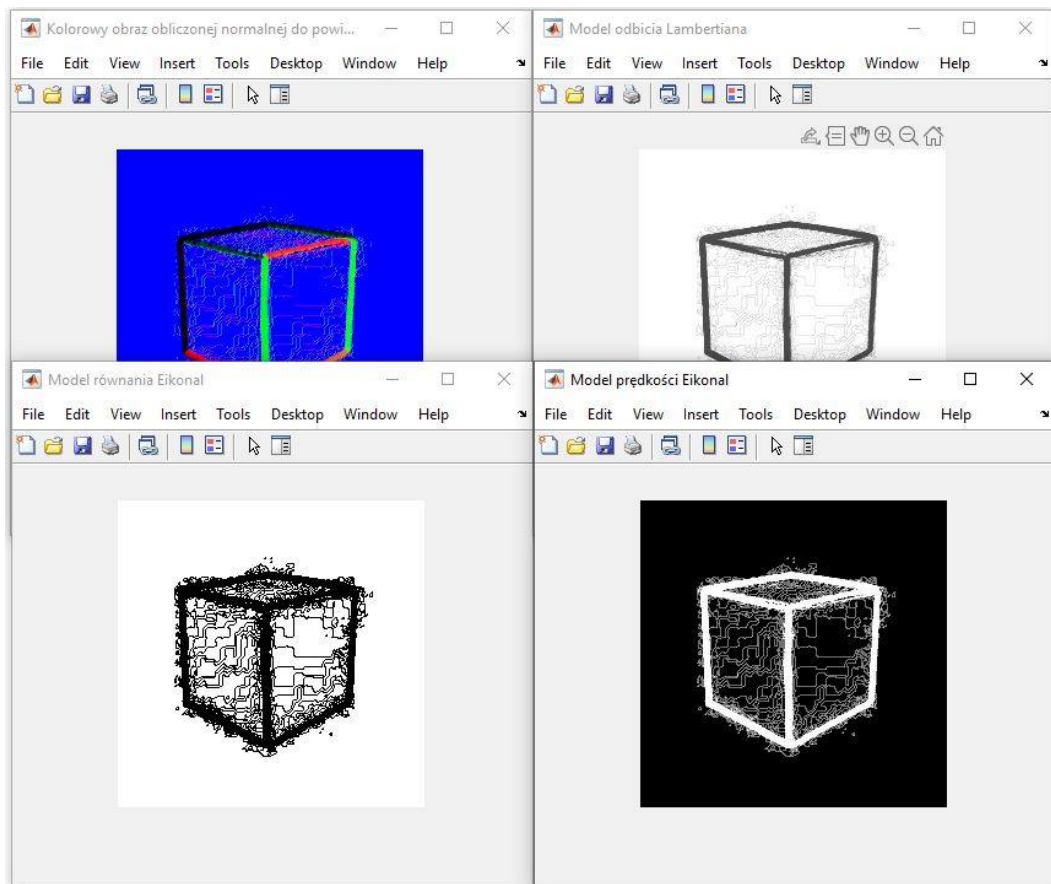 Kolorowy obraz obliczonej normalnej do powi...
File Edit View Insert Tools Desktop Window Help
Model odbicia Lambertiana
File Edit View Insert Tools Desktop Window Help
Model równania Eikonal
File Edit View Insert Tools Desktop Window Help
Model prędkości Eikonal
File Edit View Insert Tools Desktop Window Help